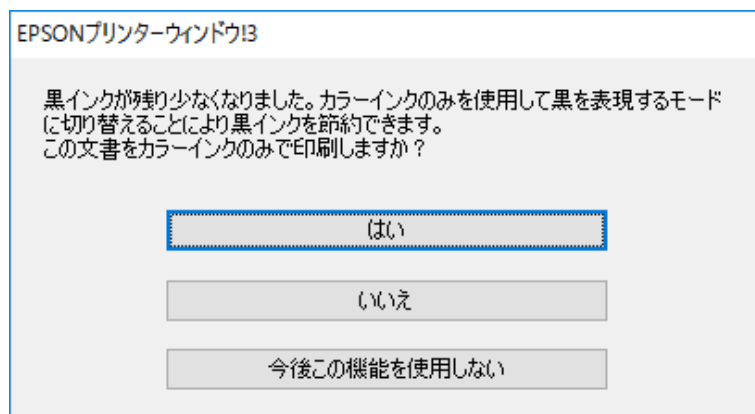 EPSONプリンターウィンドウ!3
黒インクが残り少なくなりました。カラーインクのみを使用して黒を表現するモード
に切り替えることにより黒インクを節約できます。
この文書をカラーインクのみで印刷しますか？
はい
いいえ
今後この機能を使用しない